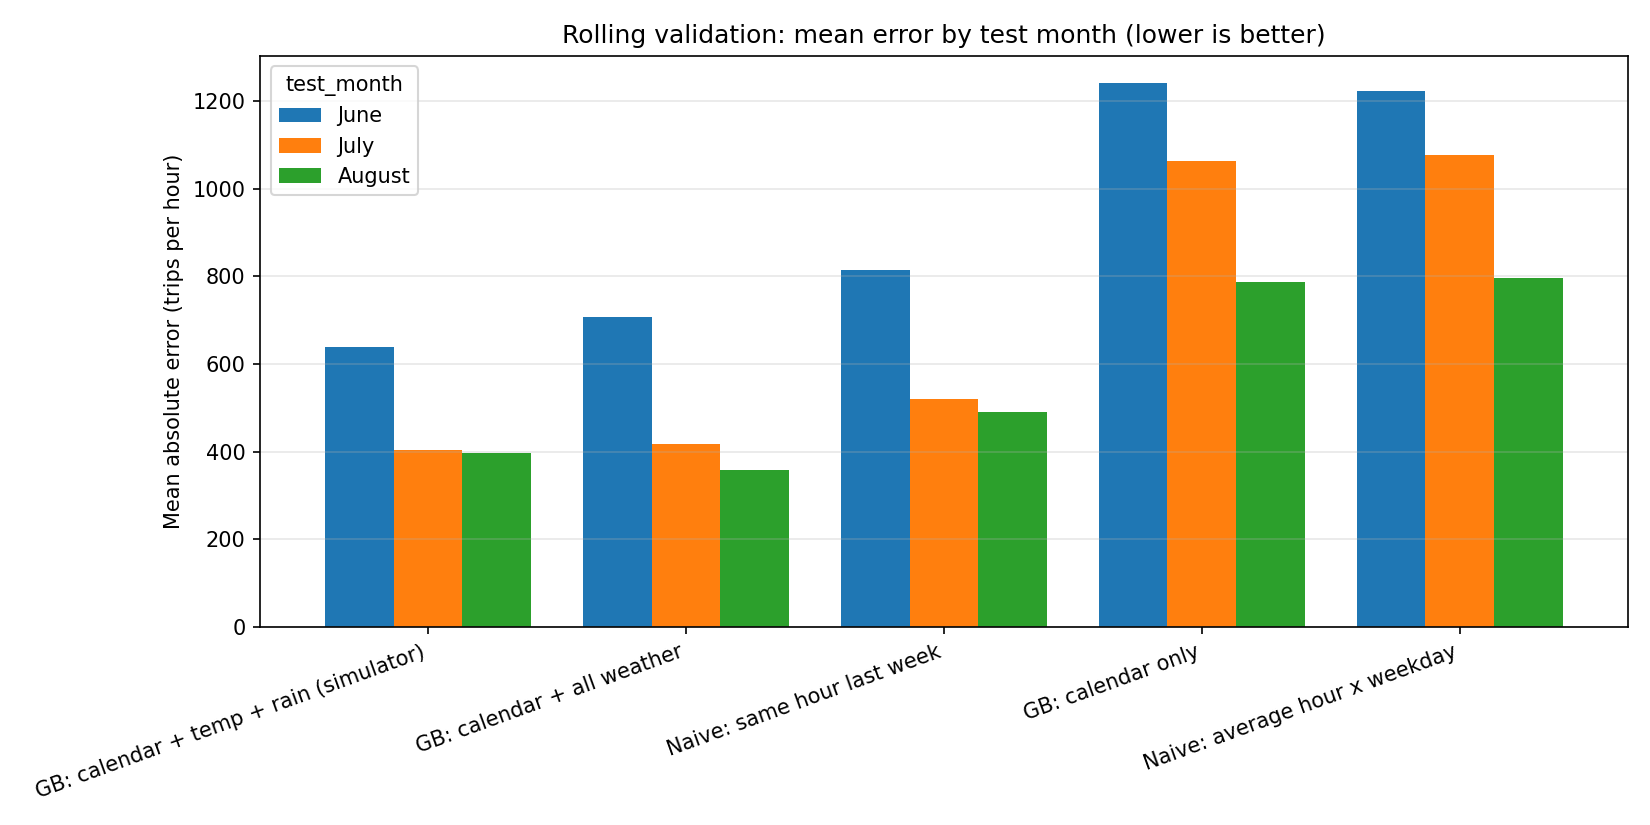 Rolling validation: mean error by test month (lower is better)
test_month
June
July
August
Mean absolute error (trips per hour)
1200
1000
800
600
400
200
0
GB: calendar + temp + rain (simulator)
GB: calendar + all weather
Naive: same hour last week
GB: calendar only
Naive: average hour x weekday